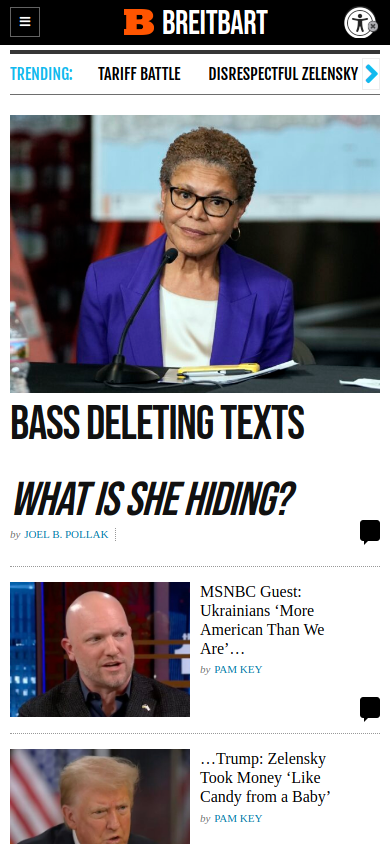 B BREITBART
TRENDING:
TARIFF BATTLE
DISRESPECTFUL ZELENSKY
BASS DELETING TEXTS
WHAT IS SHE HIDING?
by JOEL B. POLLAK
MSNBC Guest:
Ukrainians ‘More
American Than We
Are’…
by PAM KEY
…Trump: Zelensky
Took Money ‘Like
Candy from a Baby’
by PAM KEY